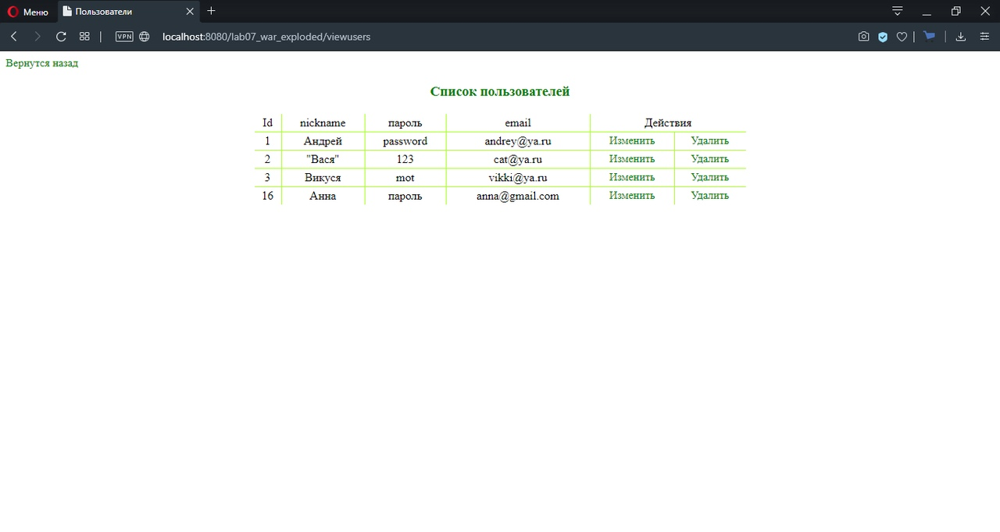 Меню Пользователи
VPN localhost:8080/lab07_war_exploded/viewusers
Вернутся назад
Список пользователей
Id nickname пароль email Действия
1 Андрей password andrey@ya.ru Изменить Удалить
2 "Вася" 123 cat@ya.ru Изменить Удалить
3 Викуся mot vikki@ya.ru Изменить Удалить
16 Анна пароль anna@gmail.com Изменить Удалить